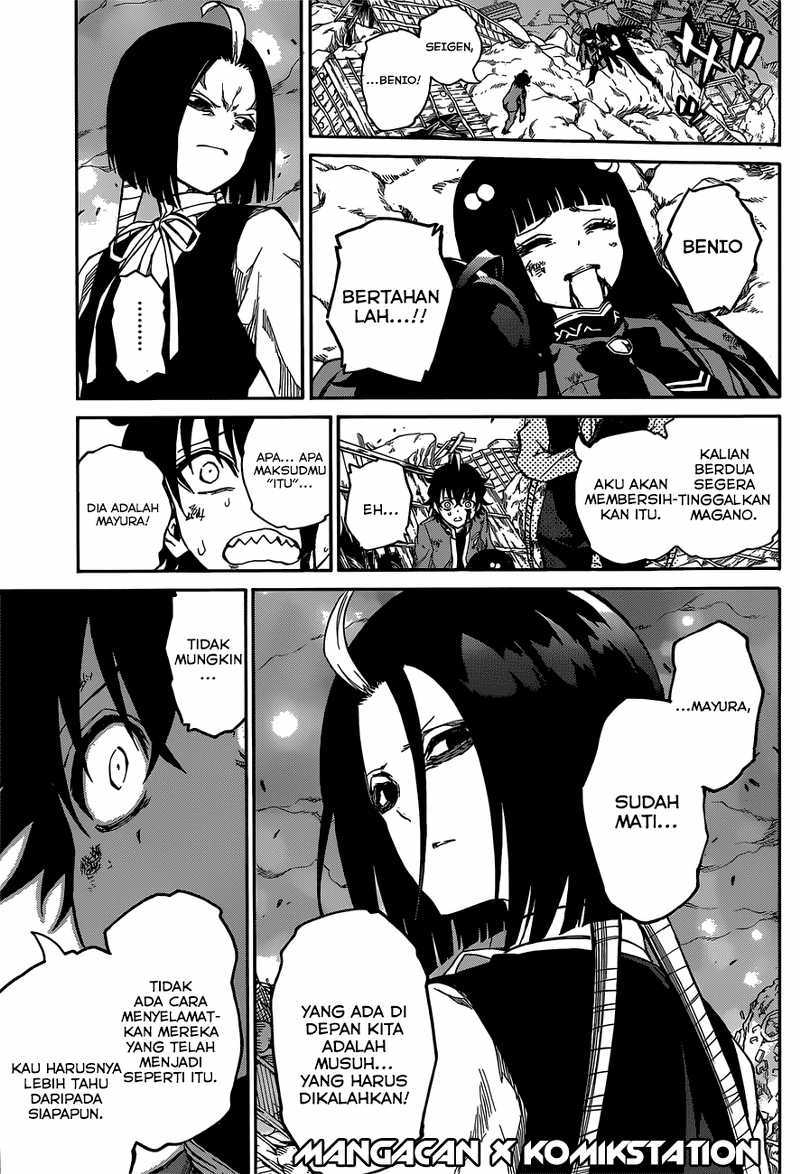 SEIGEN,
...BENIO!
BENIO
BERTAHAN
LAH...!!
.........
KALIAN
BERDUA
SEGERA
TINGGALKAN
MAGANO.
AKU AKAN
MEMBERSIH-
KAN ITU.
EH...
APA... APA
MAKSUDMU
"ITU"...
DIA ADALAH
MAYURA!
...MAYURA,
SUDAH
MATI...
YANG ADA DI
DEPAN KITA
ADALAH
MUSUH...
YANG HARUS
DIKALAHKAN!
TIDAK
MUNGKIN
...
TIDAK
ADA CARA
MENYELAMAT-
KAN MEREKA
YANG TELAH
MENJADI
SEPERTI ITU.
KAU HARUSNYA
LEBIH TAHU
DARIPADA
SIAPAPUN.
MANGACAN X KOMIKSTATION